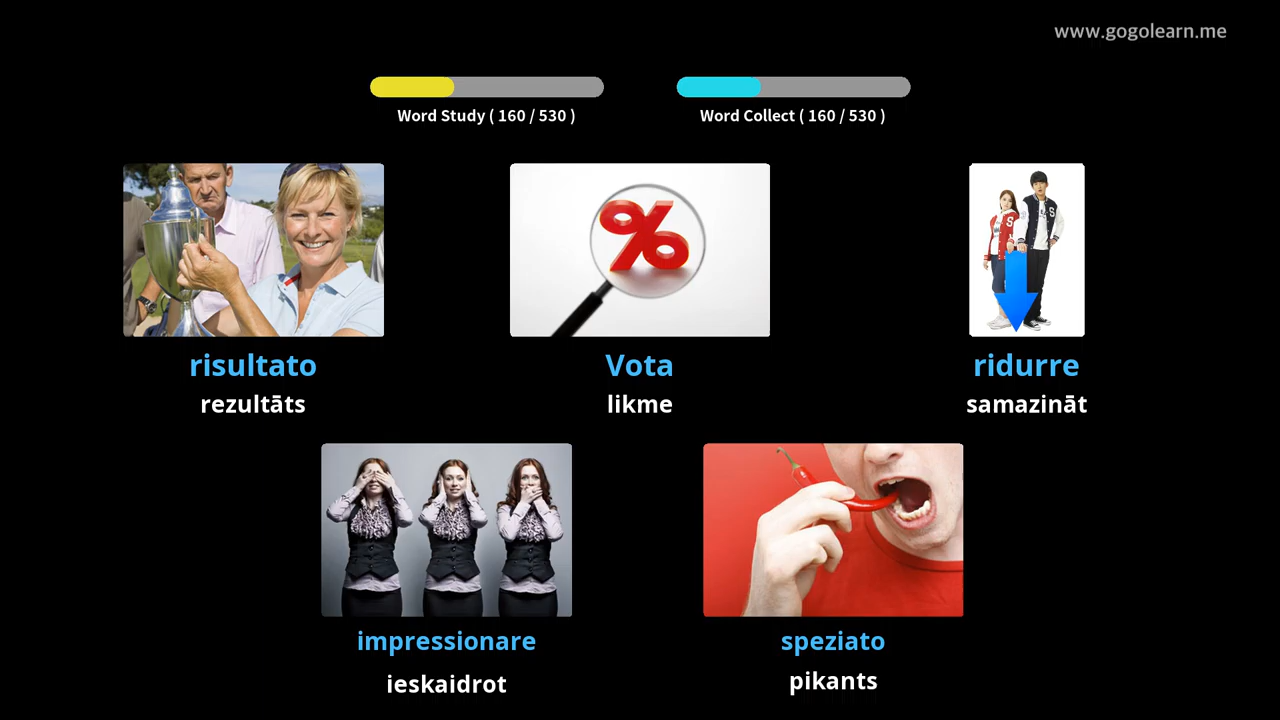 www.gogolearn.me
Word Study ( 160 / 530 )
Word Collect ( 160 / 530 )
risultato
rezultāts
Vota
likme
ridurre
samazināt
impressionare
ieskaidrot
speziato
pikants